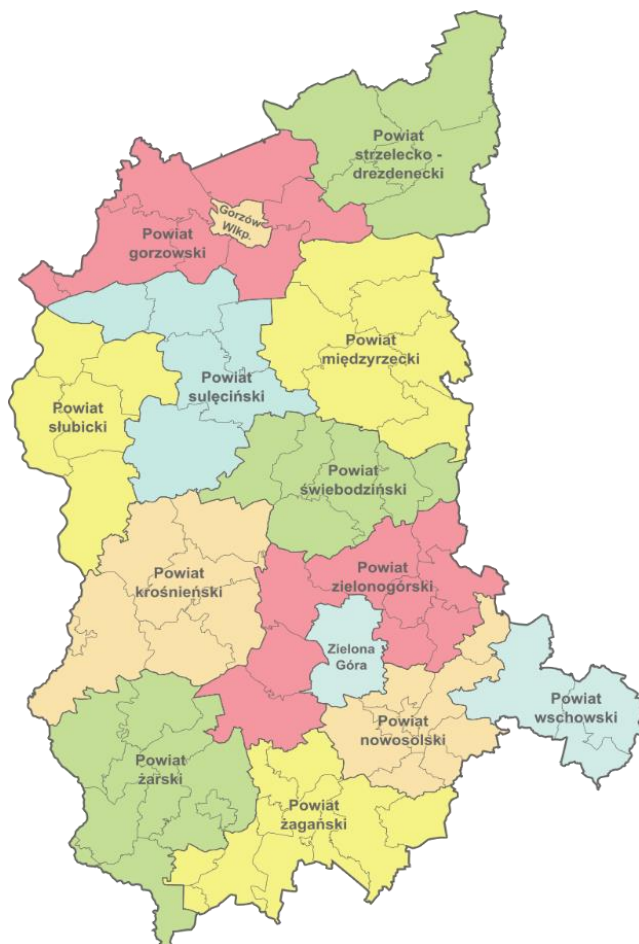 Powiat
strzelecko -
drezdenecki
Gorzów
Wlkp.
Powiat
gorzowski
Powiat
międzyrzecki
Powiat
sulęciński
Powiat
słubicki
Powiat
świebodziński
Powiat
zielonogórski
Powiat
krośnieński
Zielona
Góra
Powiat
wschowski
Powiat
nowosolski
Powiat
żarski
Powiat
żagański